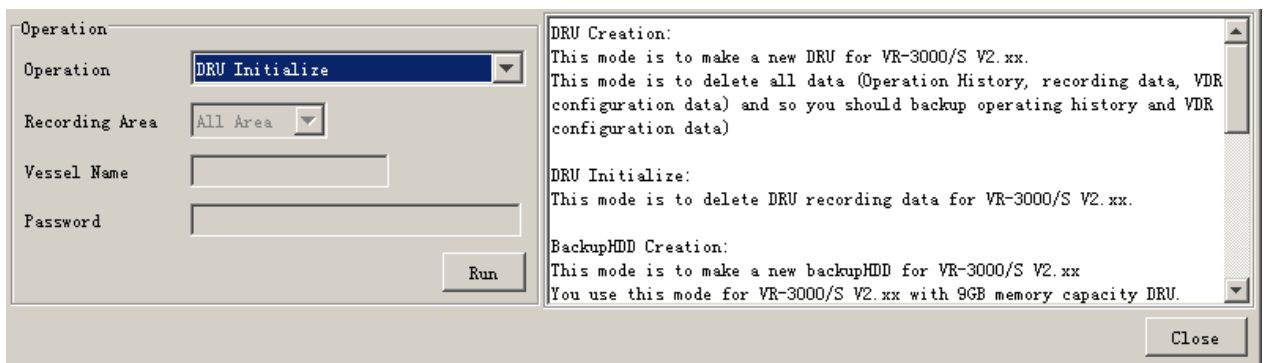 Operation
Operation
DRU Initialize
Recording Area
All Area
Vessel Name
Password
Run
DRU Creation:
This mode is to make a new DRU for VR-3000/S V2.xx.
This mode is to delete all data (Operation History, recording data, VDR
configuration data) and so you should backup operating history and VDR
configuration data)
DRU Initialize:
This mode is to delete DRU recording data for VR-3000/S V2.xx.
BackupHDD Creation:
This mode is to make a new backupHDD for VR-3000/S V2.xx
You use this mode for VR-3000/S V2.xx with 9GB memory capacity DRU.
Close